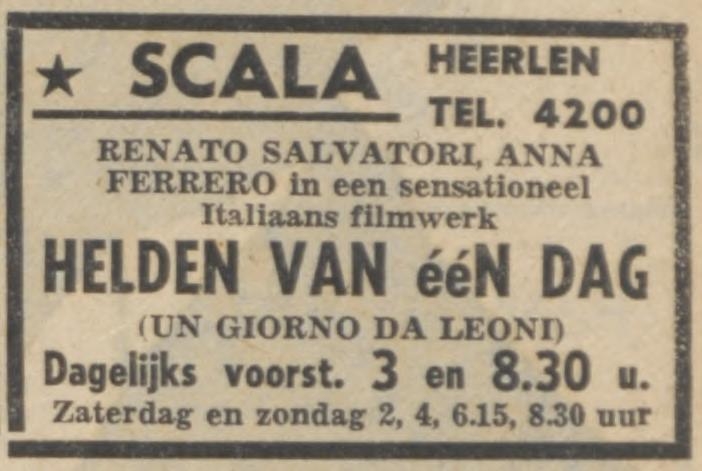 ★ SCALA HEERLEN
TEL. 4200
RENATO SALVATORI, ANNA
FERRERO in een sensationeel
Italiaans filmwerk
HELDEN VAN ééN DAG
(UN GIORNO DA LEONI)
Dagelijks voorst. 3 en 8.30 u.
Zaterdag en zondag 2, 4, 6.15, 8.30 uur